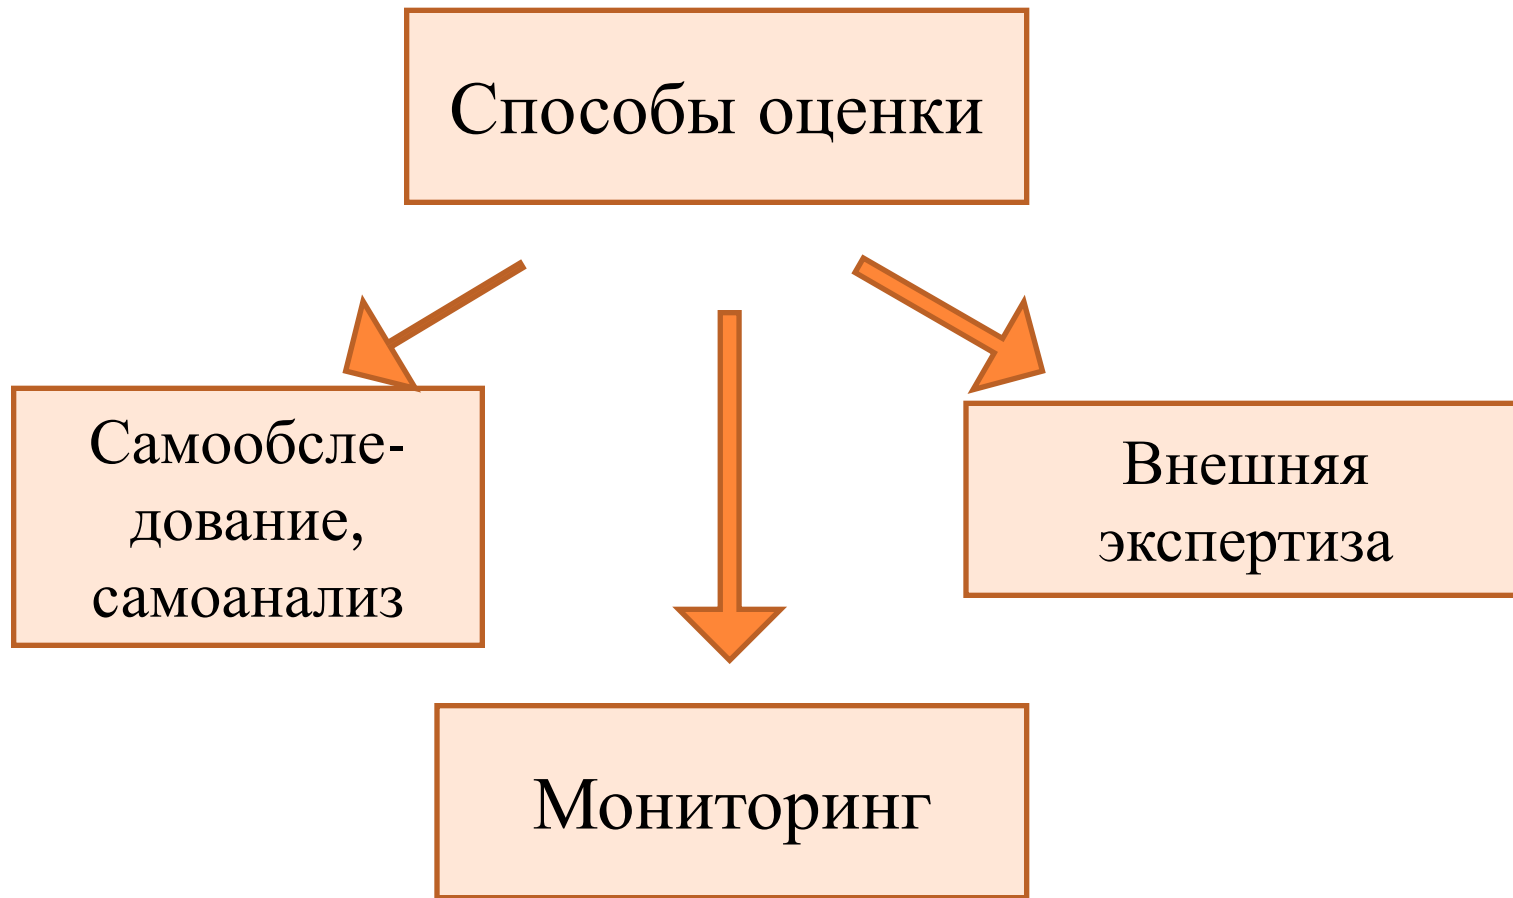 Способы оценки
Самообсле-
дование,
самоанализ
Внешняя
экспертиза
Мониторинг